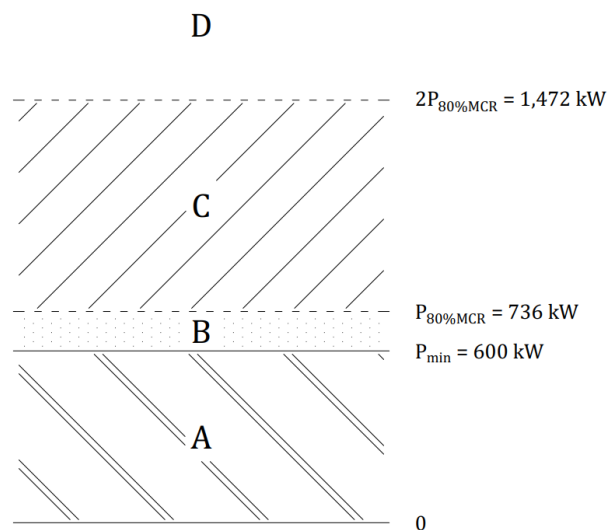 D
2P80%MCR = 1,472 kW
C
P80%MCR = 736 kW
B
Pmin = 600 kW
A
0